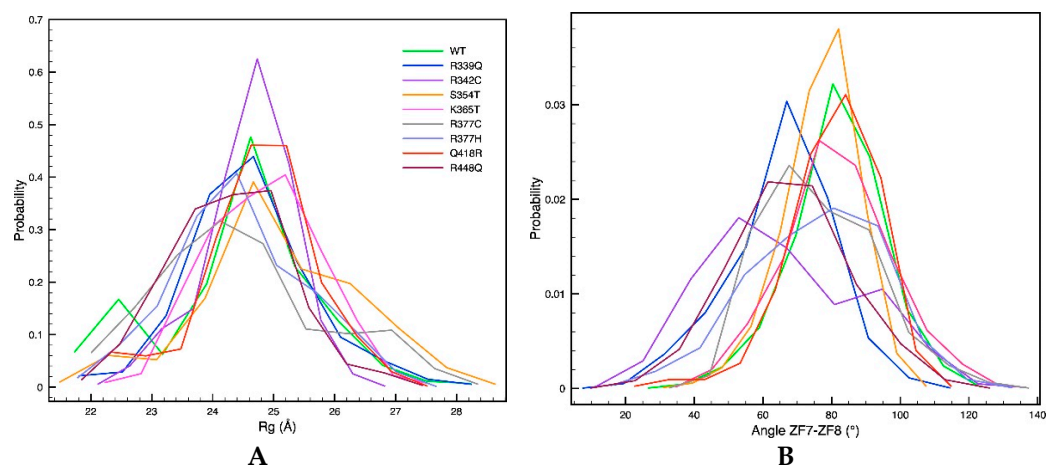 0.7
0.6
0.5
0.4
0.3
0.2
0.1
0
Probability
22 23 24 25 26 27 28
Rg (Å)
WT
R339Q
R342C
S354T
K365T
R377C
R377H
Q418R
R448Q
A
0.03
0.02
0.01
0
Probability
20 40 60 80 100 120 140
Angle ZF7-ZF8 (°)
B